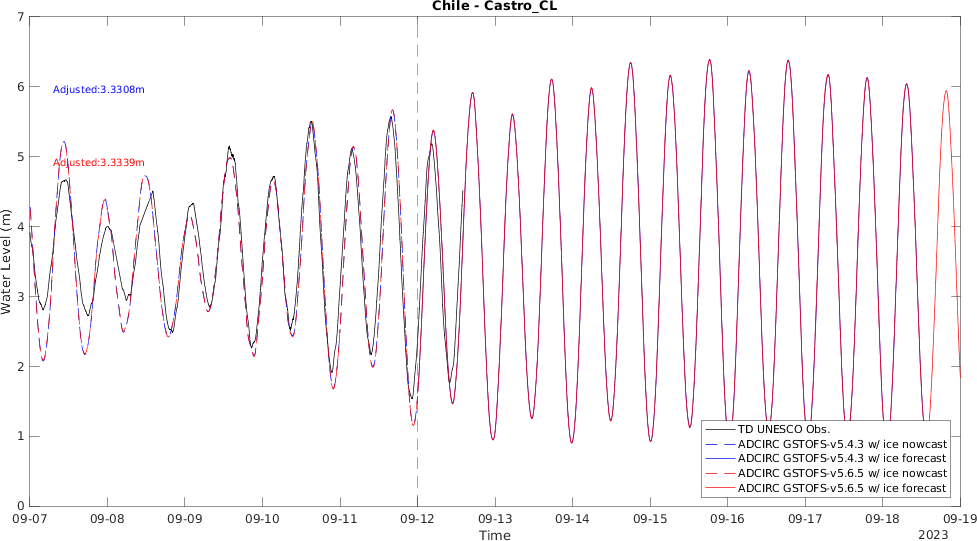 Chile - Castro_CL
7
6
5
4
3
2
1
0
Water Level (m)
Adjusted:3.3308m
Adjusted:3.3339m
TD UNESCO Obs.
ADCIRC GSTOFS-v5.4.3 w/ ice nowcast
ADCIRC GSTOFS-v5.4.3 w/ ice forecast
ADCIRC GSTOFS-v5.6.5 w/ ice nowcast
ADCIRC GSTOFS-v5.6.5 w/ ice forecast
09-07 09-08 09-09 09-10 09-11 09-12 09-13 09-14 09-15 09-16 09-17 09-18 09-19
Time
2023